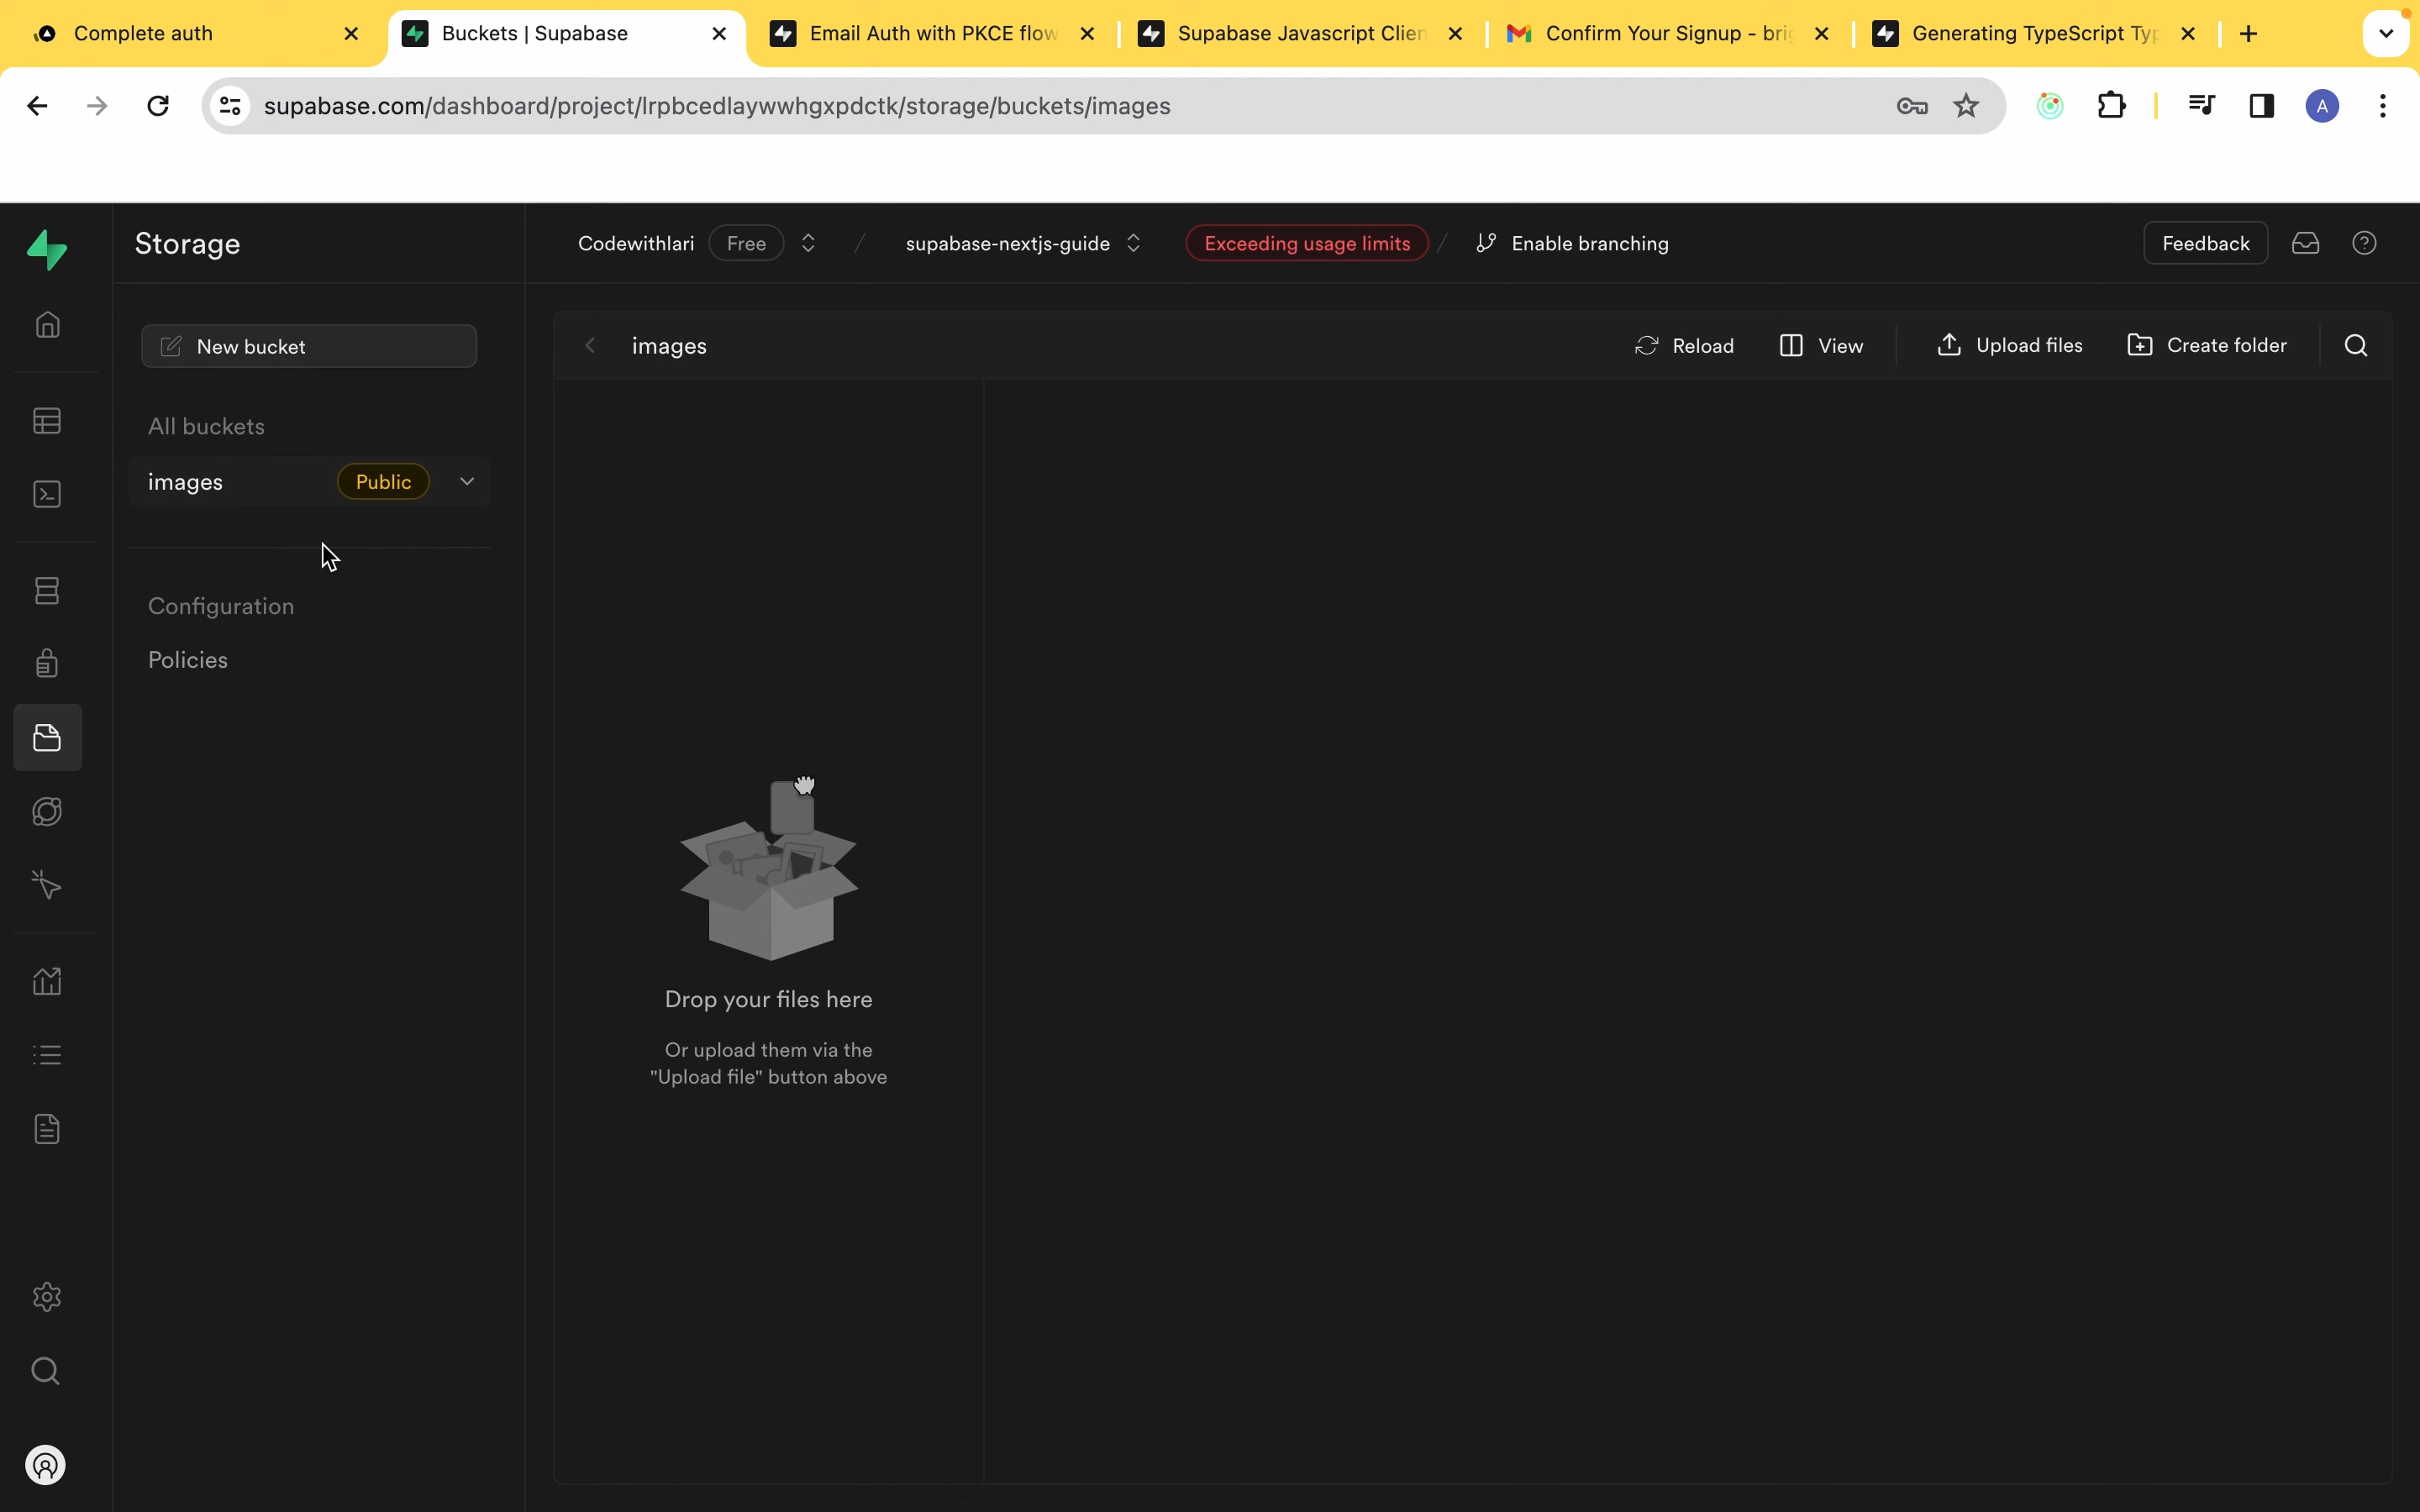 Complete auth
Buckets | Supabase
Email Auth with PKCE flow
Supabase Javascript Clien
Confirm Your Signup - brig
Generating TypeScript Typ
supabase.com/dashboard/project/lrpbcedlaywwhgxpdctk/storage/buckets/images
A
Storage
Codewithlari Free / supabase-nextjs-guide Exceeding usage limits / Enable branching
Feedback
New bucket
images
Reload
View
Upload files
Create folder
All buckets
images Public
Configuration
Policies
Drop your files here
Or upload them via the
"Upload file" button above